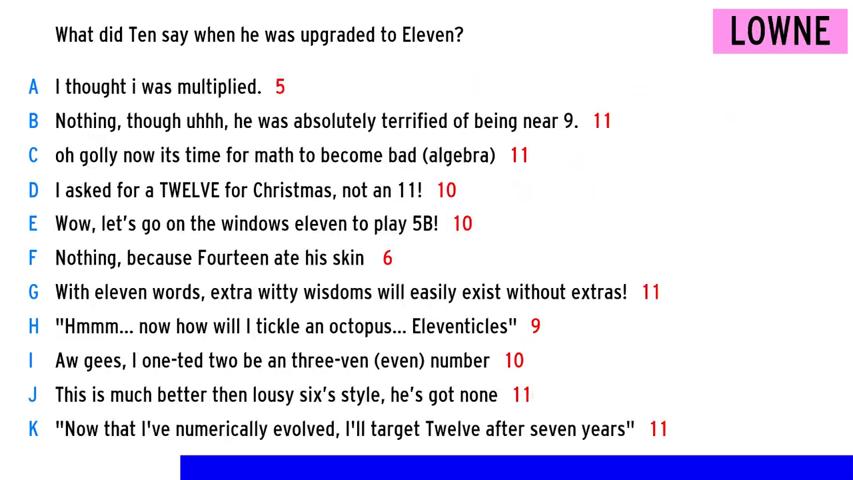 What did Ten say when he was upgraded to Eleven?
LOWNE
A I thought i was multiplied. 5
B Nothing, though uhhh, he was absolutely terrified of being near 9. 11
C oh golly now its time for math to become bad (algebra) 11
D I asked for a TWELVE for Christmas, not an 11! 10
E Wow, let's go on the windows eleven to play 5B! 10
F Nothing, because Fourteen ate his skin 6
G With eleven words, extra witty wisdoms will easily exist without extras! 11
H "Hmmm... now how will I tickle an octopus... Eleventicles" 9
I Aw gees, I one-ted two be an three-ven (even) number 10
J This is much better then lousy six's style, he's got none 11
K "Now that I've numerically evolved, I'll target Twelve after seven years" 11